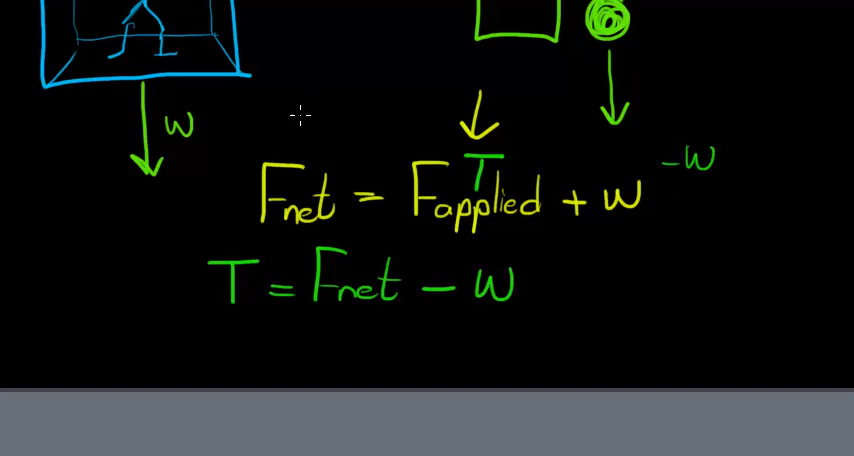 w
T
-w
Fnet = Fapplied + w
T = Fnet - w